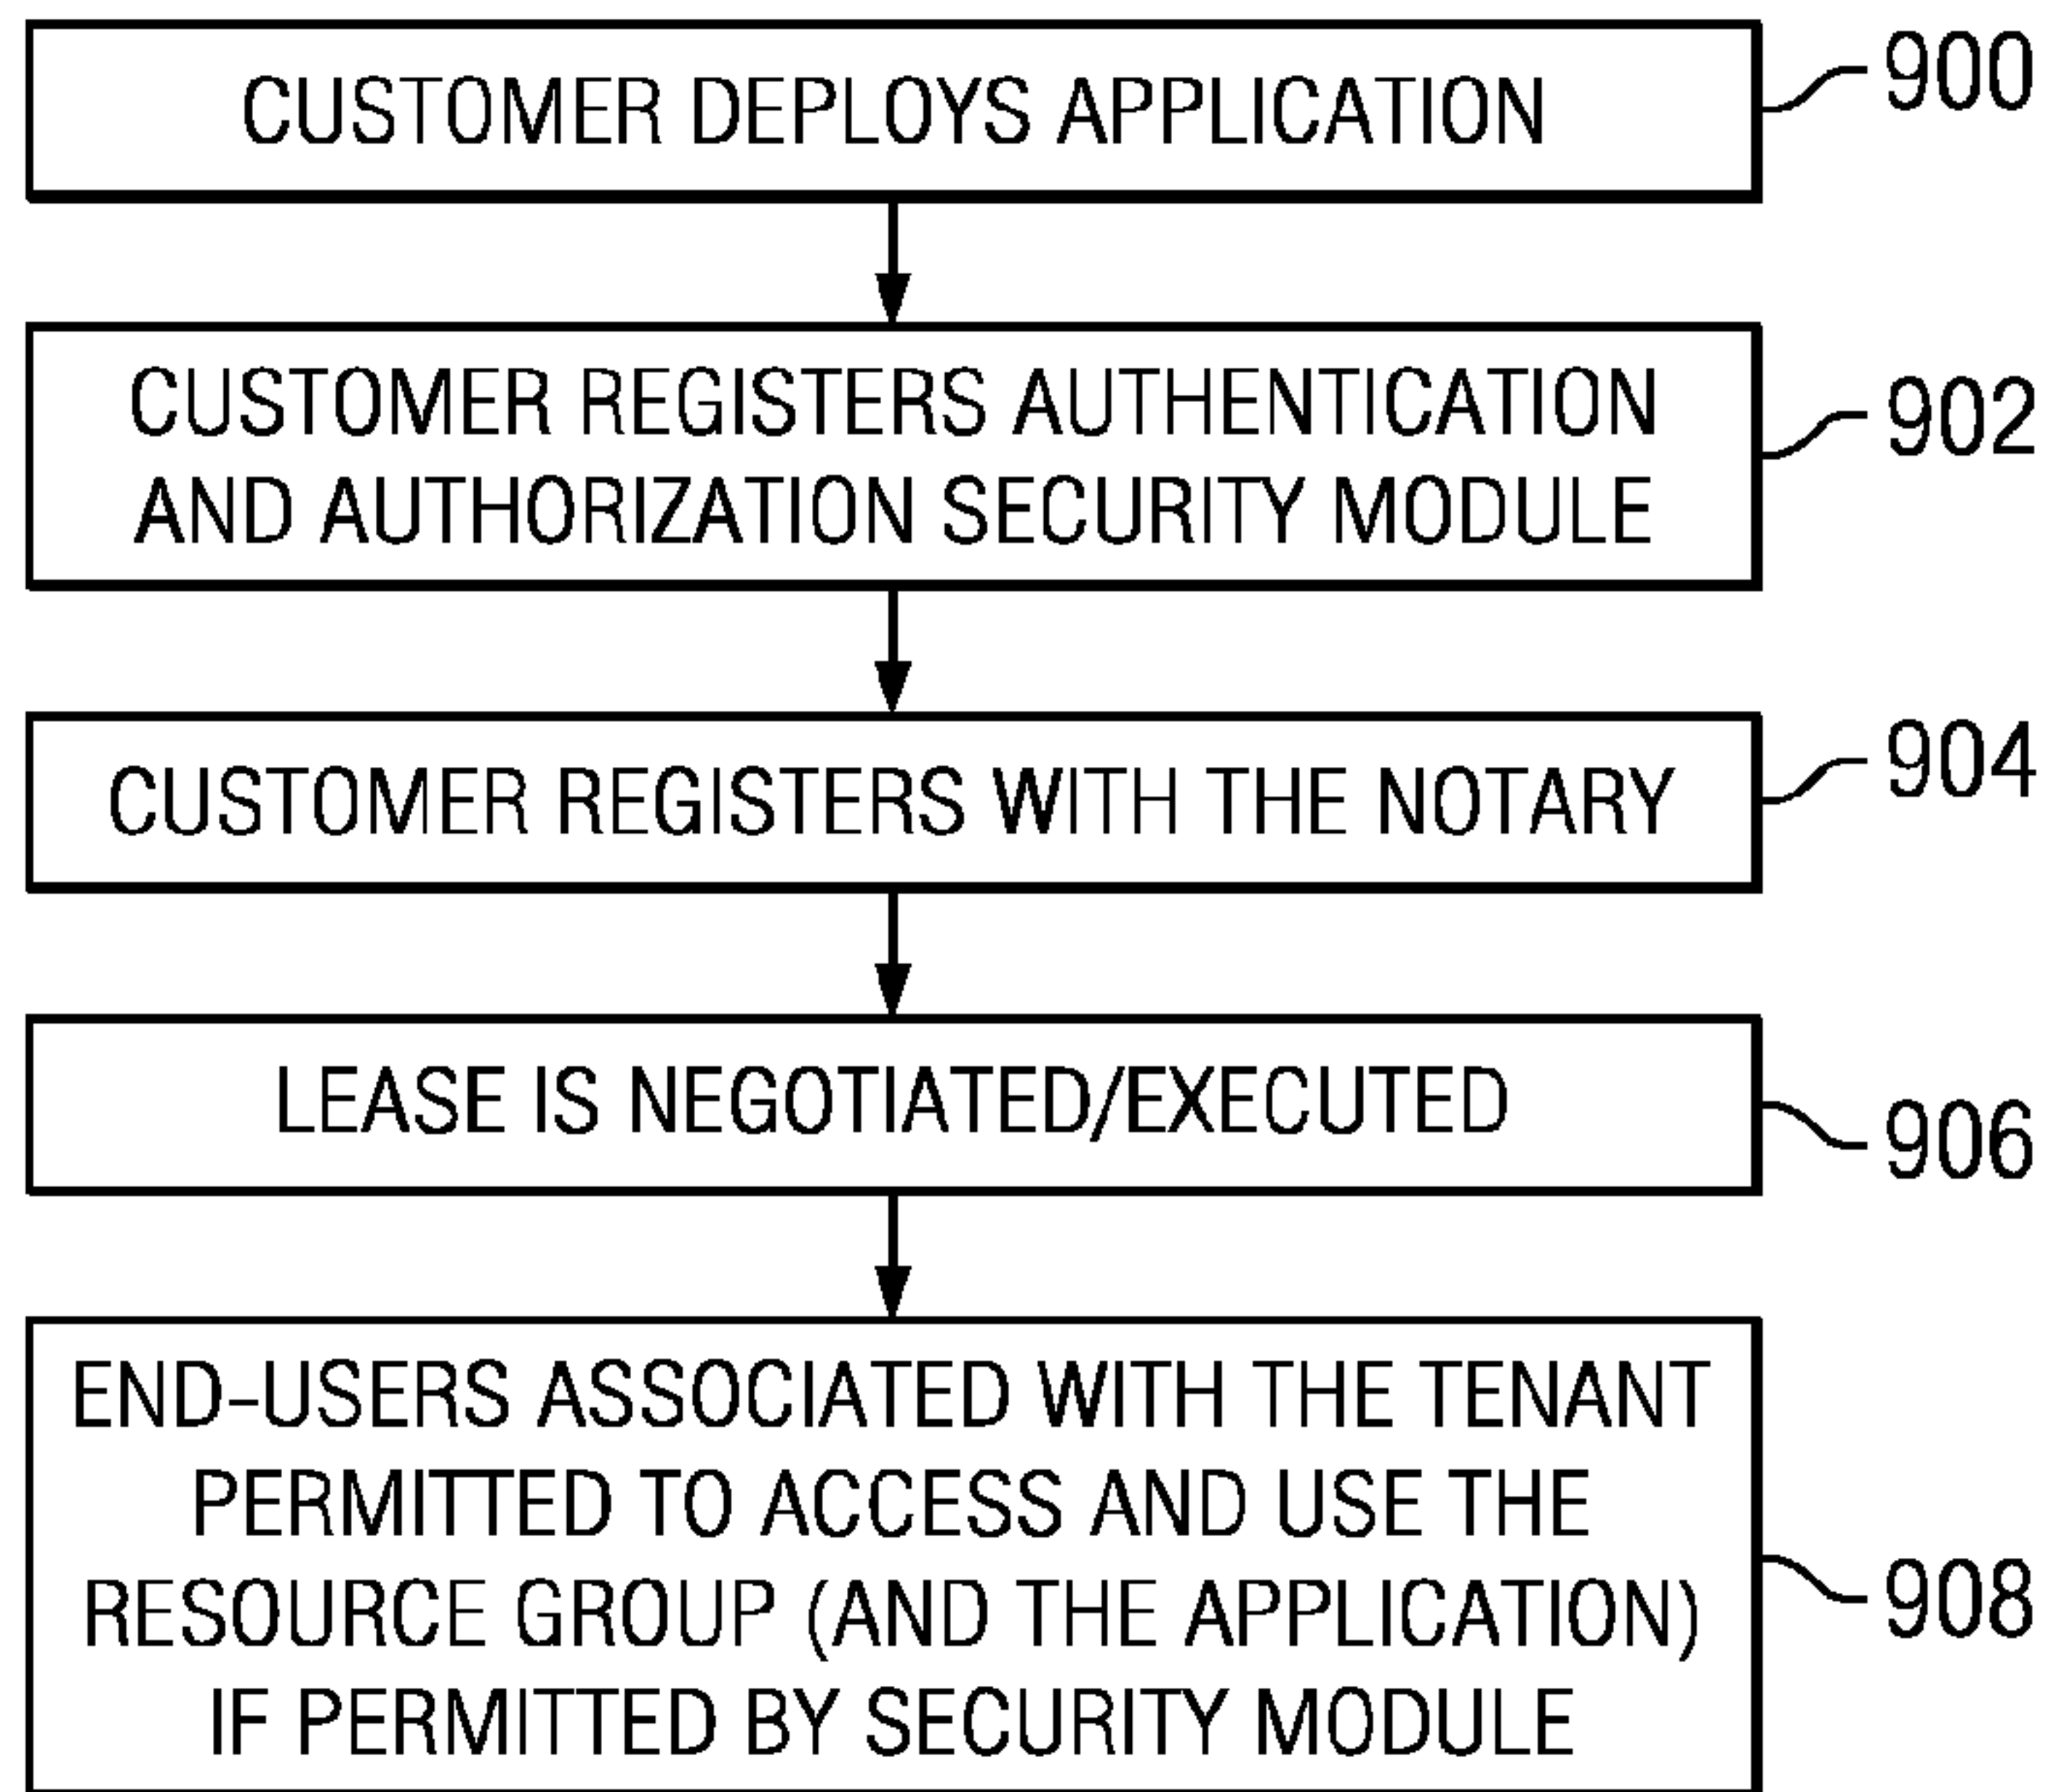 CUSTOMER DEPLOYS APPLICATION
900
CUSTOMER REGISTERS AUTHENTICATION
AND AUTHORIZATION SECURITY MODULE
902
CUSTOMER REGISTERS WITH THE NOTARY
904
LEASE IS NEGOTIATED/EXECUTED
906
END-USERS ASSOCIATED WITH THE TENANT
PERMITTED TO ACCESS AND USE THE
RESOURCE GROUP (AND THE APPLICATION)
IF PERMITTED BY SECURITY MODULE
908